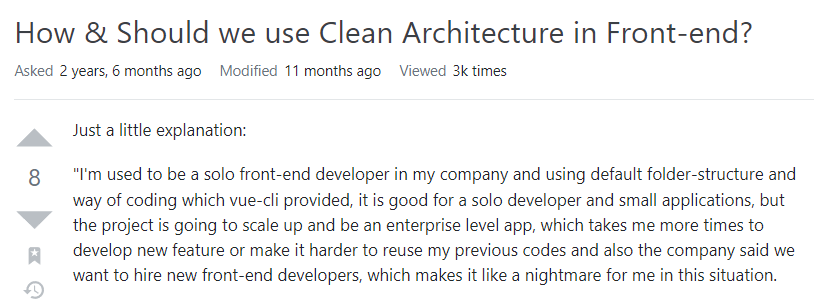 How & Should we use Clean Architecture in Front-end?
Asked 2 years, 6 months ago Modified 11 months ago Viewed 3k times
Just a little explanation:
8
"I'm used to be a solo front-end developer in my company and using default folder-structure and
way of coding which vue-cli provided, it is good for a solo developer and small applications, but
the project is going to scale up and be an enterprise level app, which takes me more times to
develop new feature or make it harder to reuse my previous codes and also the company said we
want to hire new front-end developers, which makes it like a nightmare for me in this situation.